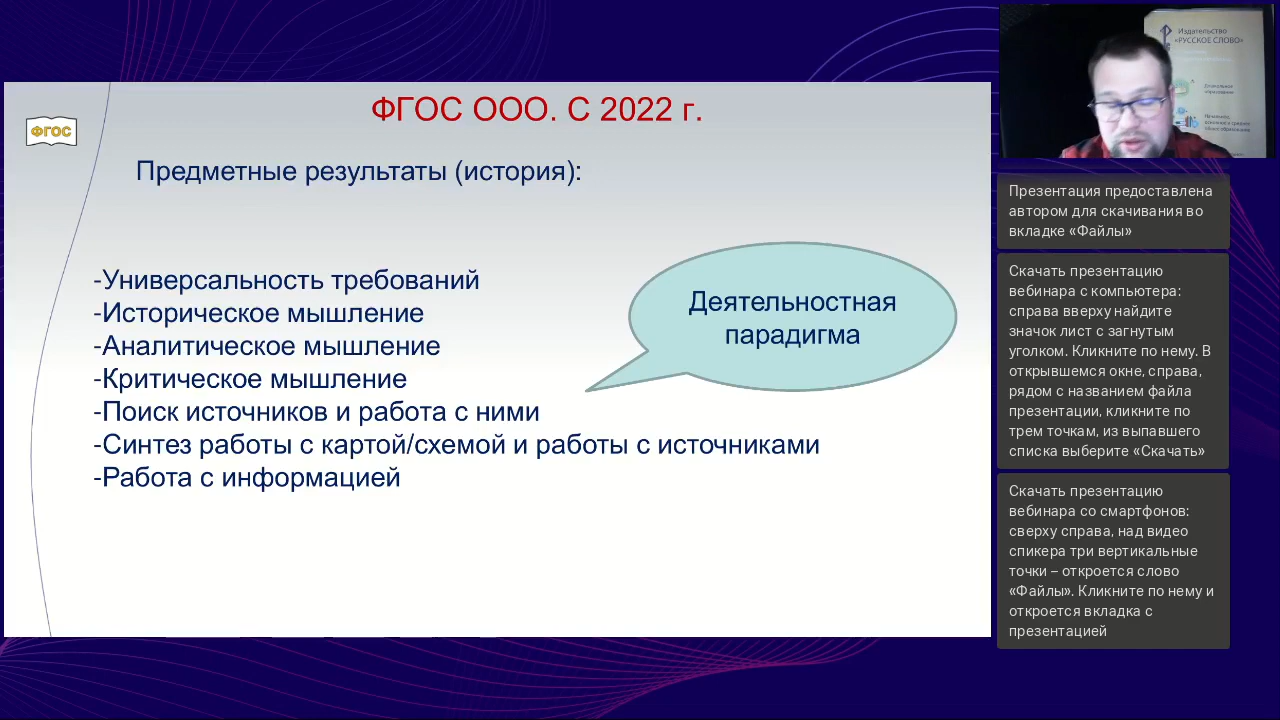 ФГОС ООО. С 2022 г.
ФГОС
Предметные результаты (история):
-Универсальность требований
-Историческое мышление
-Аналитическое мышление
-Критическое мышление
-Поиск источников и работа с ними
-Синтез работы с картой/схемой и работы с источниками
-Работа с информацией
Деятельностная
парадигма
Издательство
«РУССКОЕ СЛОВО»
Презентация предоставлена
автором для скачивания во
вкладке «Файлы»
Скачать презентацию
вебинара с компьютера:
справа вверху найдите
значок лист с загнутым
уголком. Кликните по нему. В
открывшемся окне, справа,
рядом с названием файла
презентации, кликните по
трем точкам, из выпавшего
списка выберите «Скачать»
Скачать презентацию
вебинара со смартфонов:
сверху справа, над видео
спикера три вертикальные
точки – откроется слово
«Файлы». Кликните по нему и
откроется вкладка с
презентацией